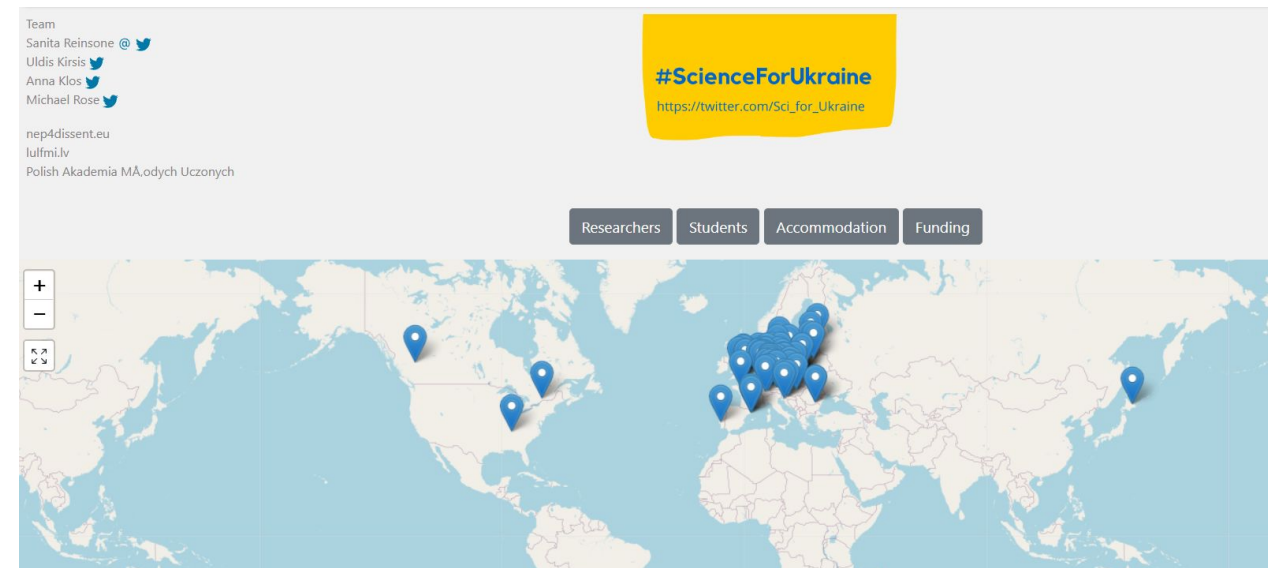 Team
Sanita Reinsone @
Uldis Kirsis
Anna Klos
Michael Rose
nep4dissent.eu
lulfmi.lv
Polish Akademia MÅ‚odych Uczonych
#ScienceForUkraine
https://twitter.com/Sci_for_Ukraine
Researchers Students Accommodation Funding
+
−